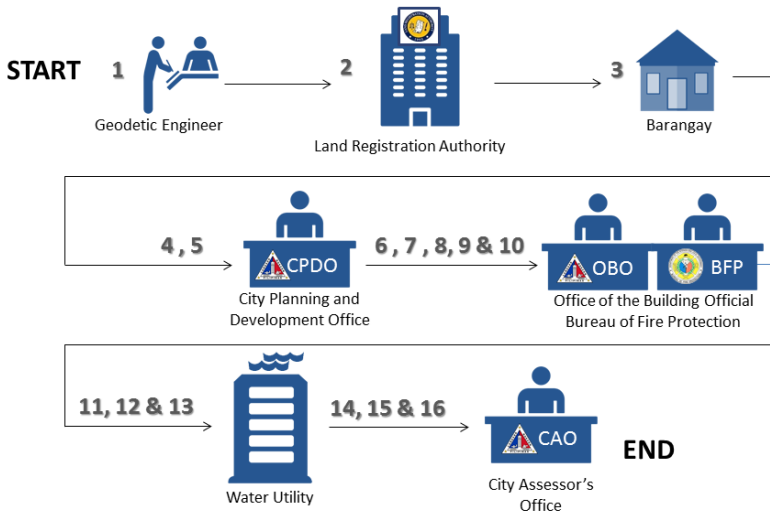 START
1
2
3
Geodetic Engineer
Land Registration Authority
Barangay
4 , 5
CPDO
6 , 7 , 8, 9 & 10
OBO
BFP
City Planning and
Development Office
Office of the Building Official
Bureau of Fire Protection
11, 12 & 13
14, 15 & 16
CAO
END
Water Utility
City Assessor's
Office